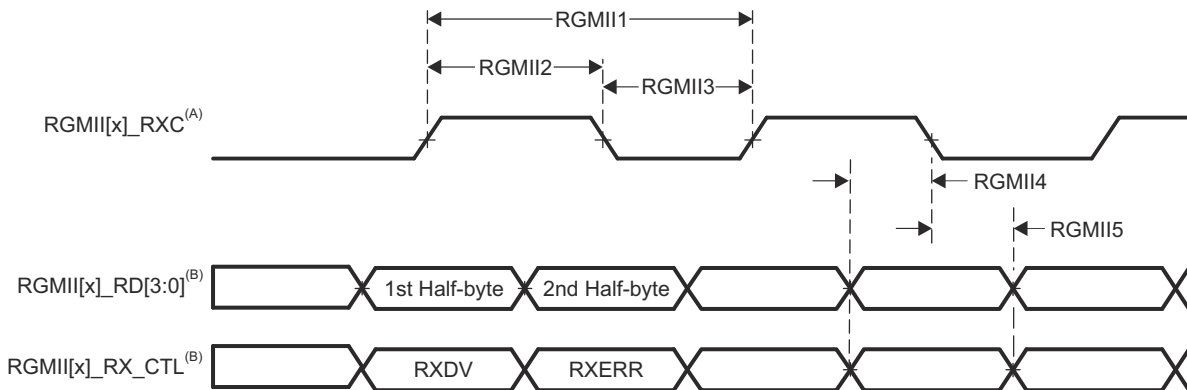 RGMII1
RGMII2
RGMII3
RGMII[x]_RXC(A)
RGMII4
RGMII5
RGMII[x]_RD[3:0](B)
1st Half-byte
2nd Half-byte
RGMII[x]_RX_CTL(B)
RXDV
RXERR